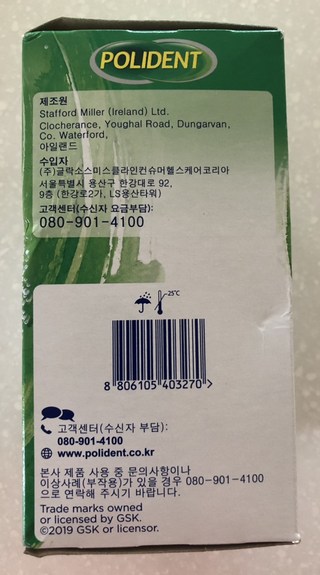 POLIDENT
제조원
Stafford Miller (Ireland) Ltd.
Clocherance, Youghal Road, Dungarvan,
Co. Waterford,
아일랜드
수입자
(주)글락소스미스클라인컨슈머헬스케어코리아
서울특별시 용산구 한강대로 92,
9층 (한강로2가, LS용산타워)
고객센터(수신자 요금부담):
080-901-4100
25°C
8 806105 403270 >
고객센터(수신자 부담):
080-901-4100
www.polident.co.kr
본사 제품 사용 중 문의사항이나
이상사례(부작용)가 있을 경우 080-901-4100
으로 연락해 주시기 바랍니다.
Trade marks owned
or licensed by GSK.
©2019 GSK or licensor.